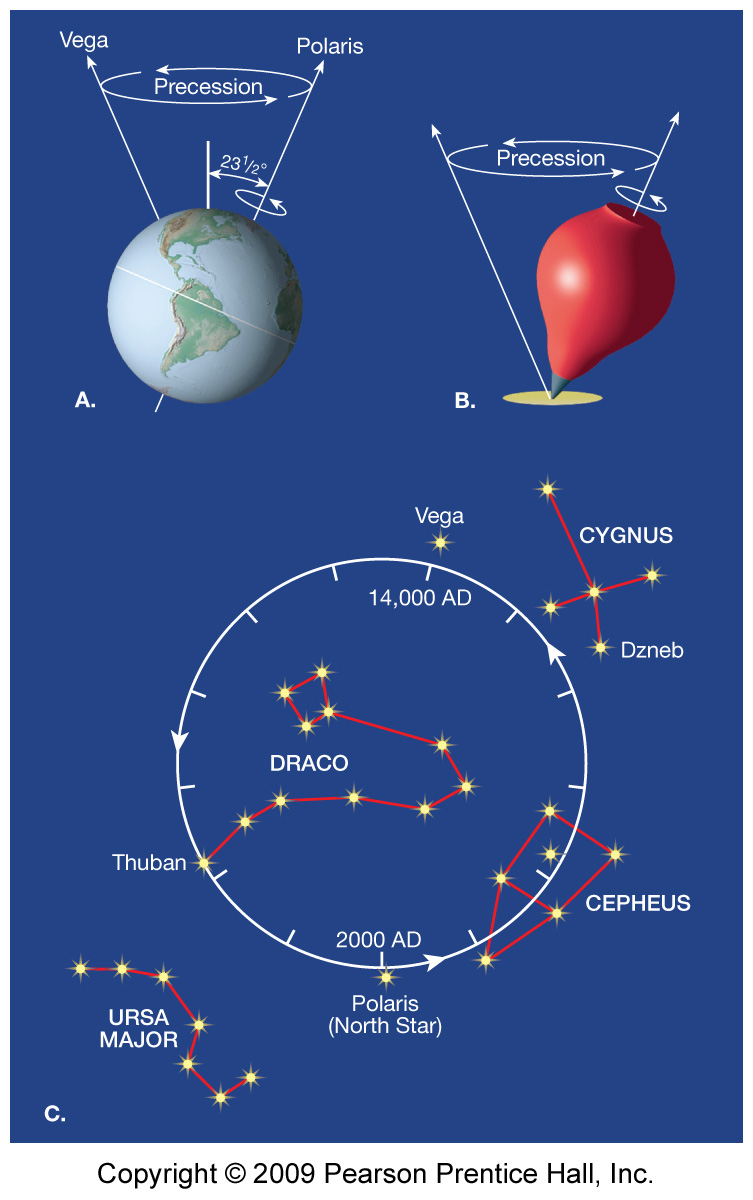 Vega
Polaris
Precession
23 1/2°
A.
Precession
B.
Vega
CYGNUS
14,000 AD
Dzneb
DRACO
Thuban
CEPHEUS
2000 AD
Polaris
(North Star)
URSA
MAJOR
C.
Copyright © 2009 Pearson Prentice Hall, Inc.